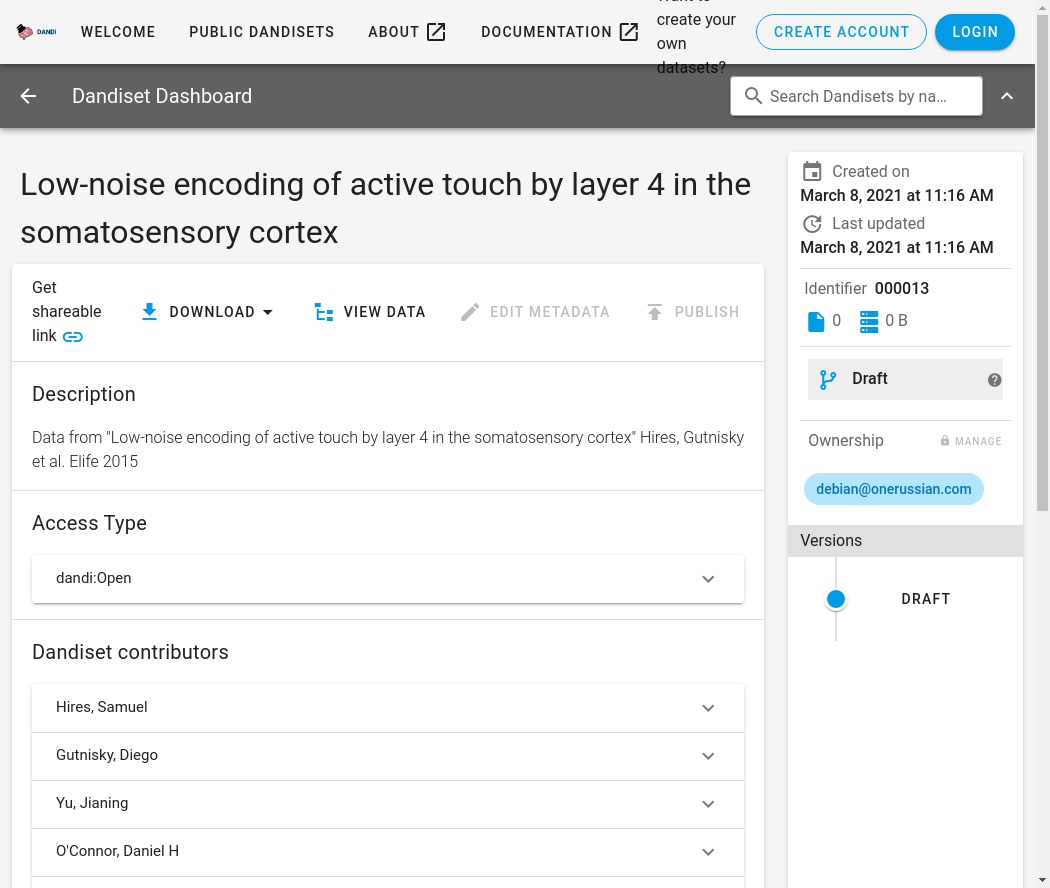 DANDI
WELCOME
PUBLIC DANDISETS
ABOUT
DOCUMENTATION
Want to
create your
own
datasets?
CREATE ACCOUNT
LOGIN
Dandiset Dashboard
Search Dandisets by na…
Low-noise encoding of active touch by layer 4 in the
somatosensory cortex
Get
shareable
link
DOWNLOAD
VIEW DATA
EDIT METADATA
PUBLISH
Description
Data from "Low-noise encoding of active touch by layer 4 in the somatosensory cortex" Hires, Gutnisky
et al. Elife 2015
Access Type
dandi:Open
Dandiset contributors
Hires, Samuel
Gutnisky, Diego
Yu, Jianing
O'Connor, Daniel H
Created on
March 8, 2021 at 11:16 AM
Last updated
March 8, 2021 at 11:16 AM
Identifier 000013
0 0 B
Draft
Ownership
MANAGE
debian@onerussian.com
Versions
DRAFT